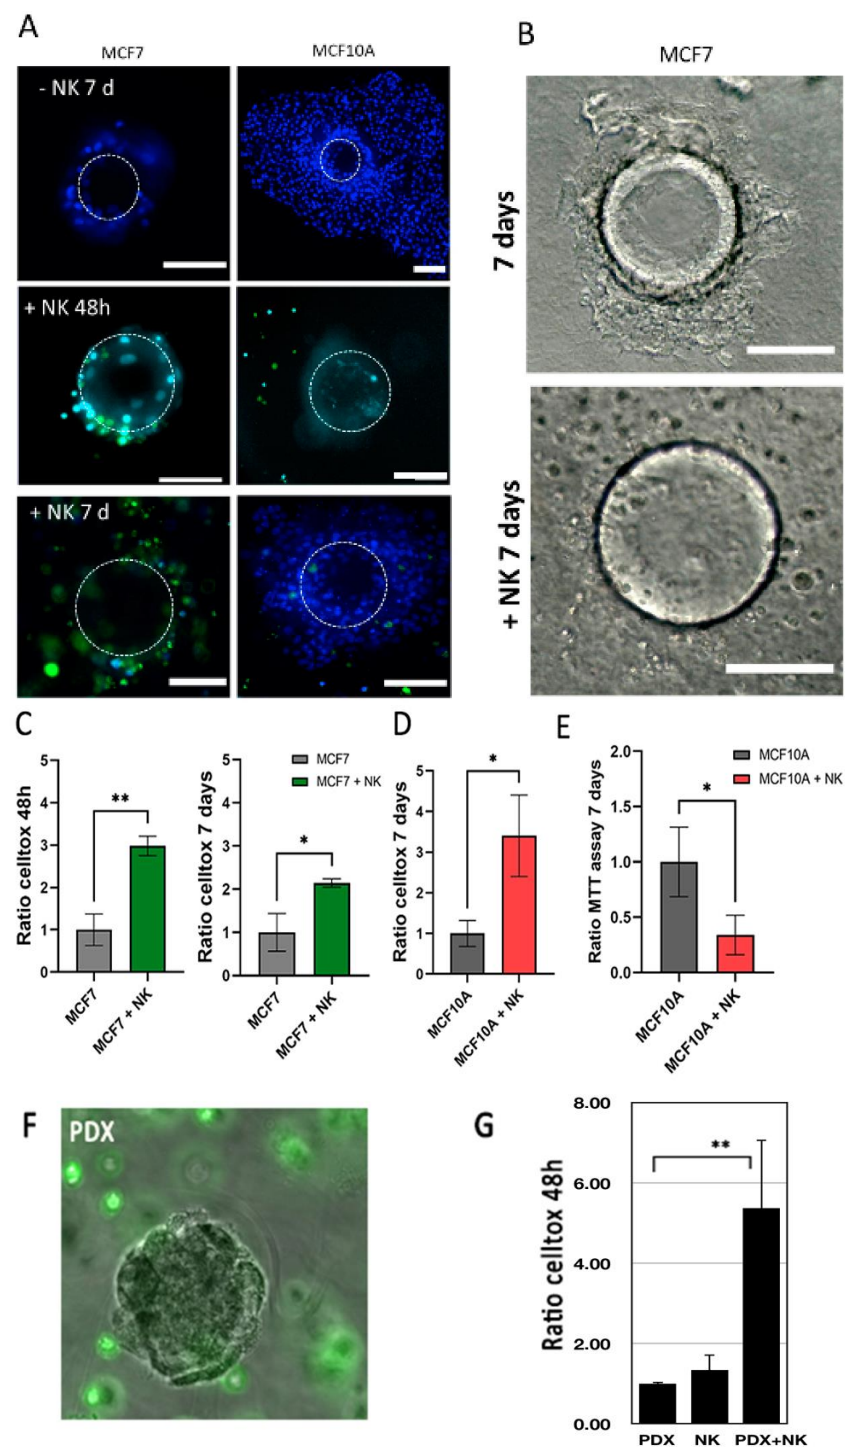 A
MCF7
MCF10A
- NK 7 d
+ NK 48h
+ NK 7 d
B
MCF7
7 days
+ NK 7 days
C
Ratio celltox 48h
5
4
3
2
1
0
**
MCF7
MCF7 + NK
Ratio celltox 7 days
5
4
3
2
1
0
*
MCF7
MCF7 + NK
MCF7
MCF7 + NK
D
Ratio celltox 7 days
5
4
3
2
1
0
*
MCF10A
MCF10A + NK
E
Ratio MTT assay 7 days
2.0
1.5
1.0
0.5
0.0
*
MCF10A
MCF10A + NK
MCF10A
MCF10A + NK
F
PDX
G
Ratio celltox 48h
8.00
6.00
4.00
2.00
0.00
**
PDX
NK
PDX+NK